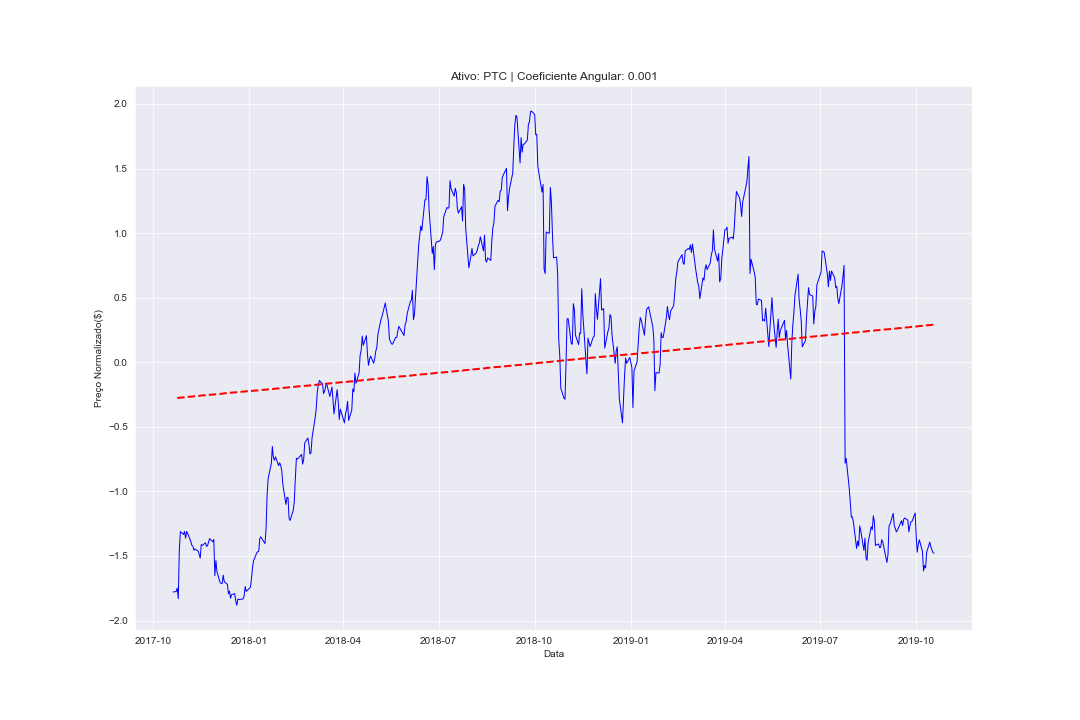 Ativo: PTC | Coeficiente Angular: 0.001
Preço Normalizado($)
2.0
1.5
1.0
0.5
0.0
−0.5
−1.0
−1.5
−2.0
2017-10 2018-01 2018-04 2018-07 2018-10 2019-01 2019-04 2019-07 2019-10
Data